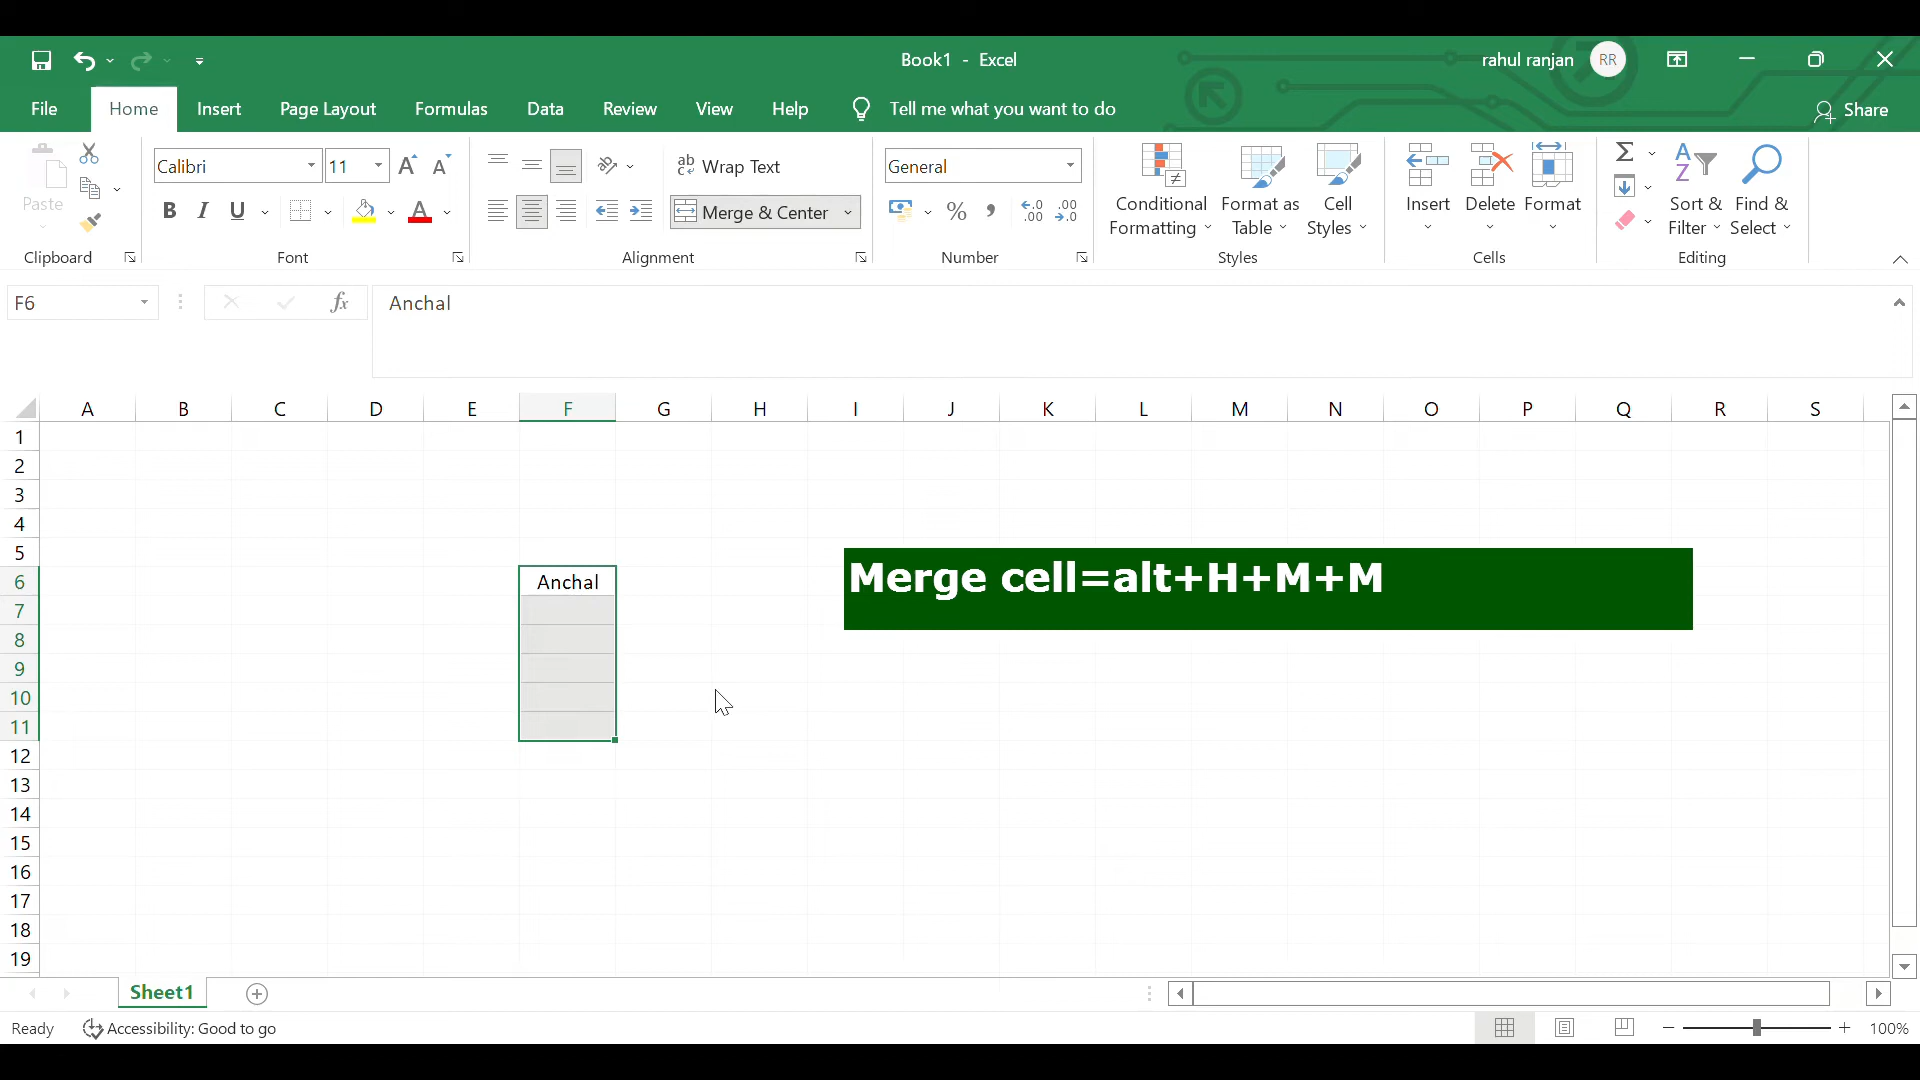 Book1 - Excel
rahul ranjan RR
File Home Insert Page Layout Formulas Data Review View Help Tell me what you want to do Share
Paste
Calibri 11
B I U A
ab Wrap Text
Merge & Center
General
% ,
Conditional Formatting
Format as Table
Cell Styles
Insert Delete Format
Sort & Filter
Find & Select
Clipboard Font Alignment Number Styles Cells Editing
F6 fx Anchal
A B C D E F G H I J K L M N O P Q R S
1
2
3
4
5
6 Anchal
Merge cell=alt+H+M+M
7
8
9
10
11
12
13
14
15
16
17
18
19
Sheet1
Ready Accessibility: Good to go 100%